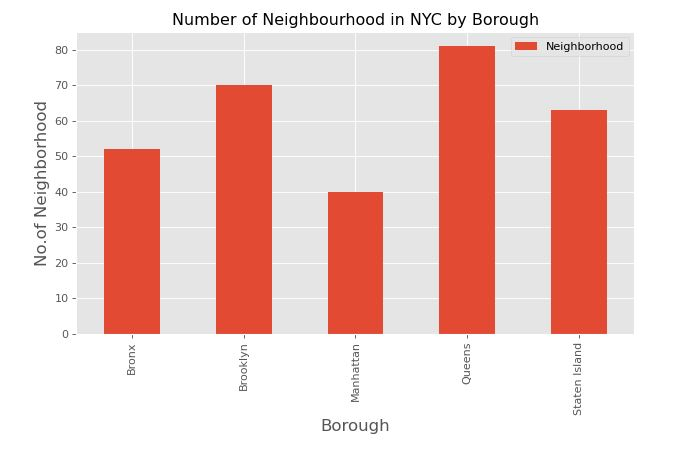 Number of Neighbourhood in NYC by Borough
Neighborhood
No.of Neighborhood
80
70
60
50
40
30
20
10
0
Bronx
Brooklyn
Manhattan
Queens
Staten Island
Borough